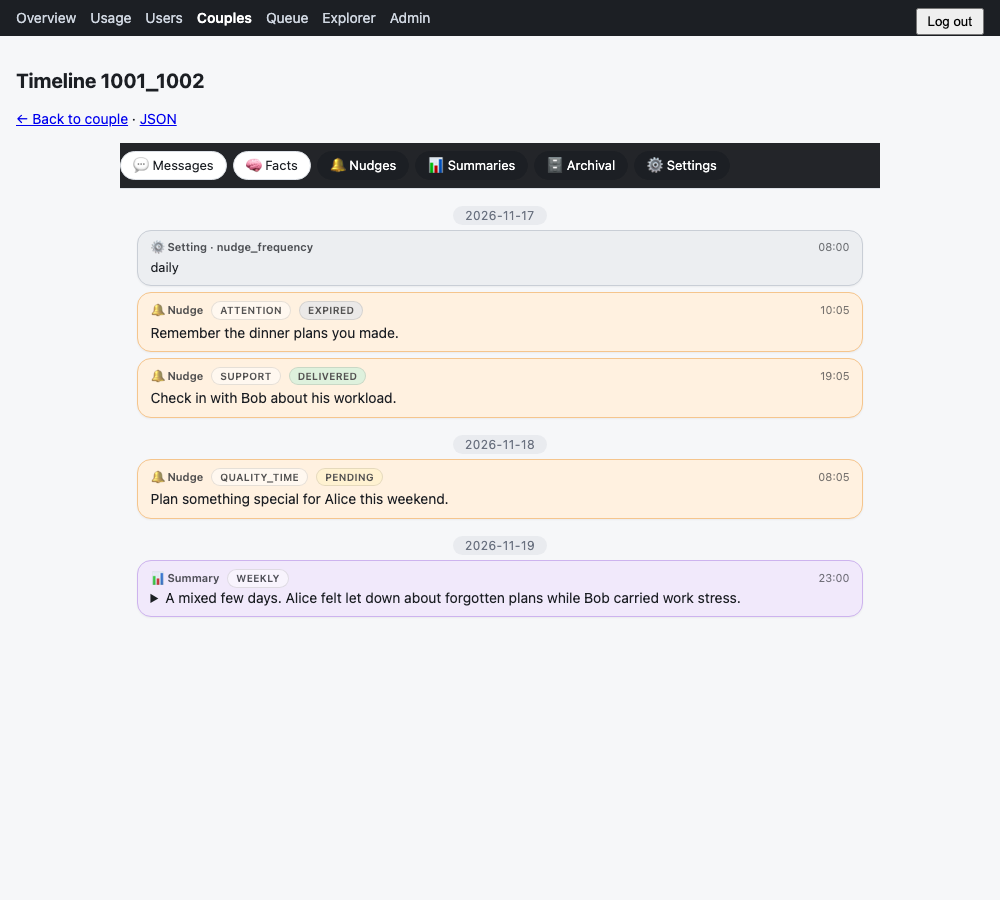 Overview Usage Users Couples Queue Explorer Admin Log out
Timeline 1001_1002
← Back to couple · JSON
💬 Messages 🧠 Facts 🔔 Nudges 📊 Summaries 🗄️ Archival ⚙️ Settings
2026-11-17
⚙️ Setting · nudge_frequency 08:00
daily
🔔 Nudge ATTENTION EXPIRED 10:05
Remember the dinner plans you made.
🔔 Nudge SUPPORT DELIVERED 19:05
Check in with Bob about his workload.
2026-11-18
🔔 Nudge QUALITY_TIME PENDING 08:05
Plan something special for Alice this weekend.
2026-11-19
📊 Summary WEEKLY 23:00
▶ A mixed few days. Alice felt let down about forgotten plans while Bob carried work stress.